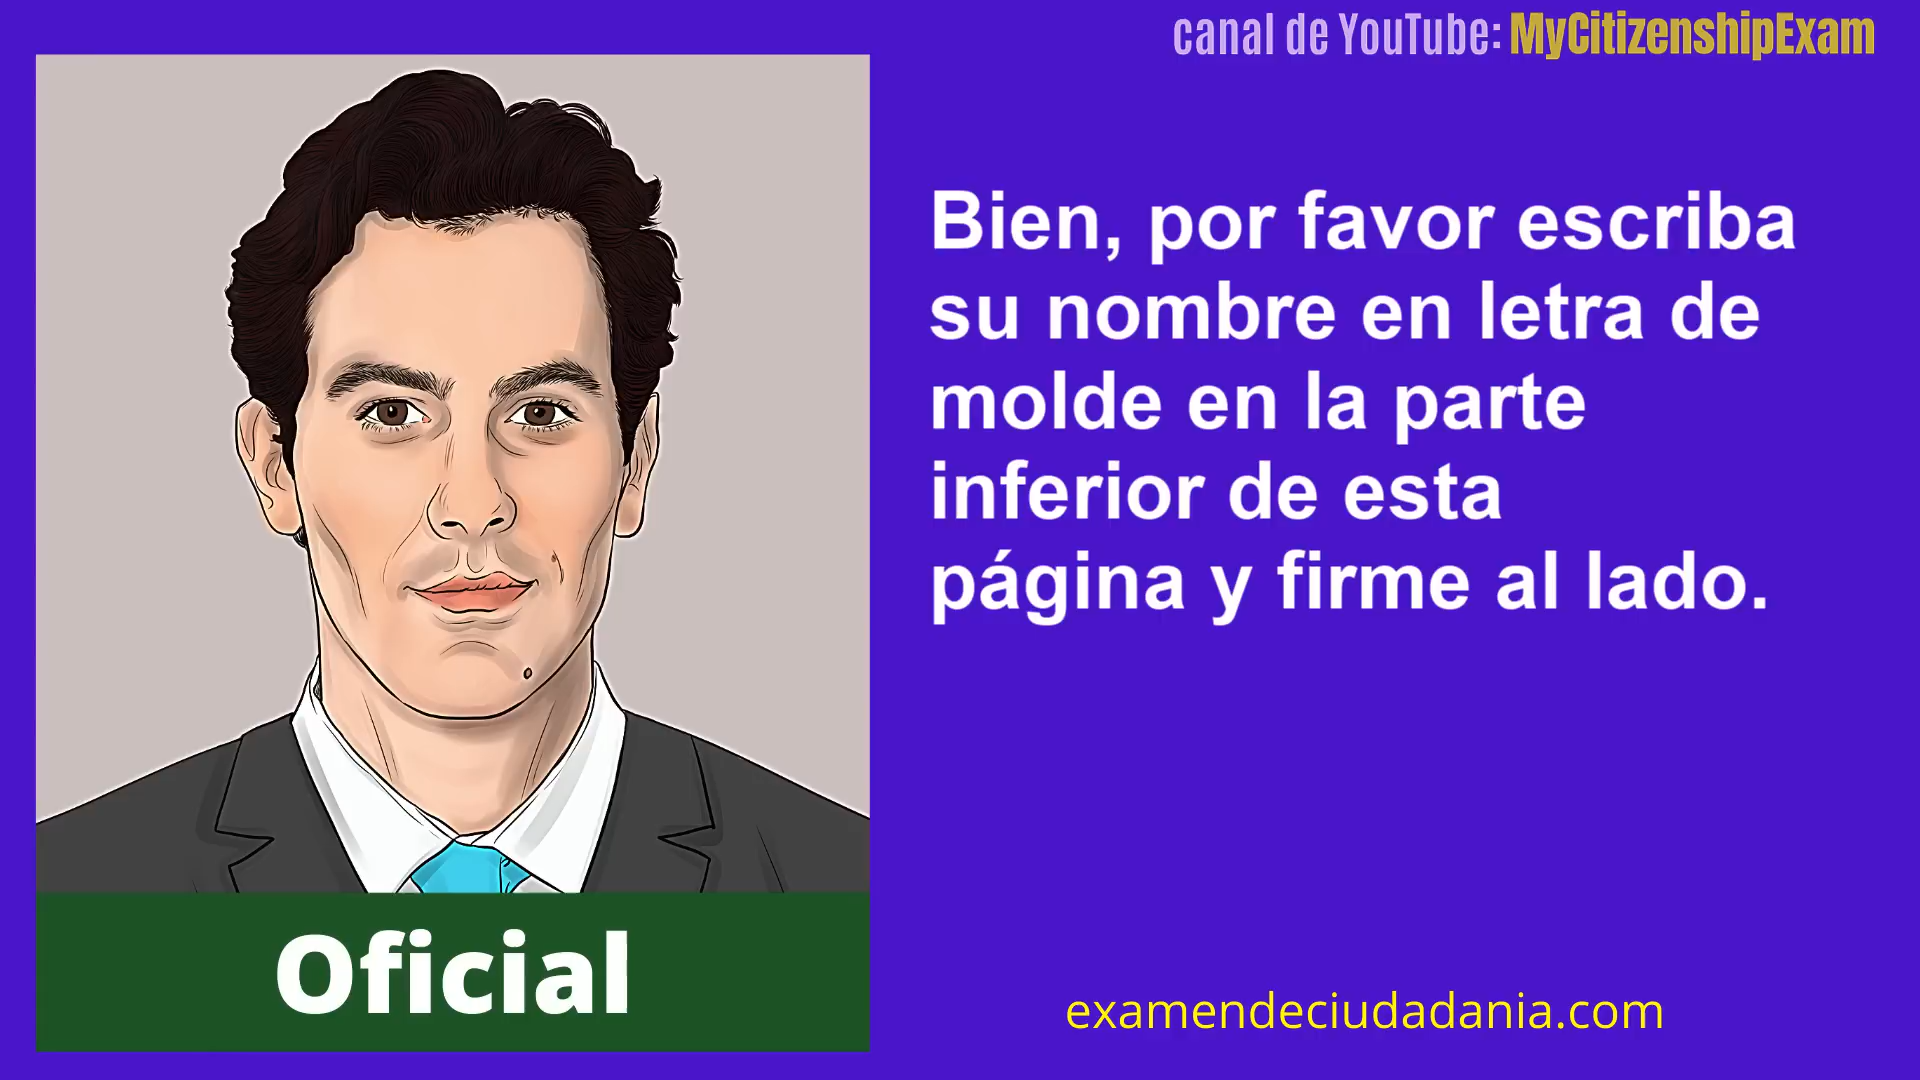 canal de YouTube: MyCitizenshipExam
Bien, por favor escriba
su nombre en letra de
molde en la parte
inferior de esta
página y firme al lado.
Oficial
examendeciudadania.com